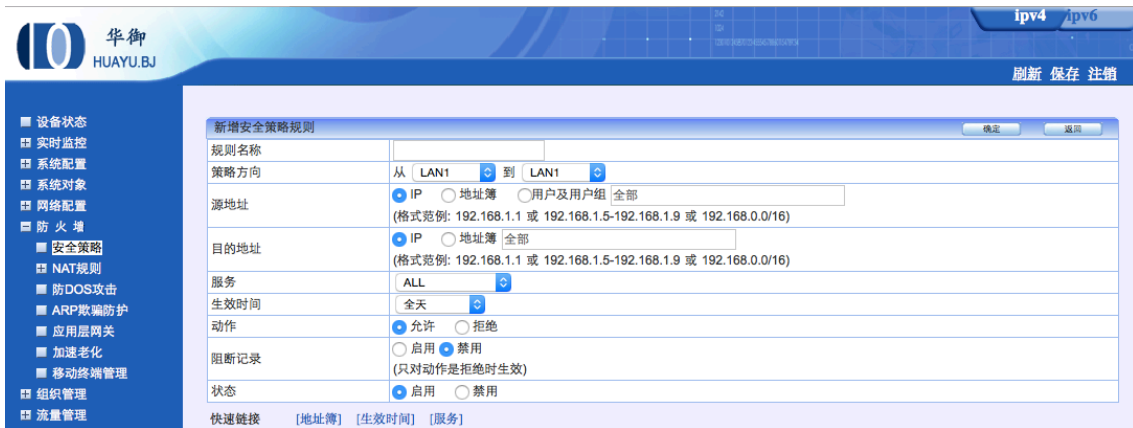 华御
HUAYU.BJ
ipv4 ipv6
刷新 保存 注销
设备状态
实时监控
系统配置
系统对象
网络配置
防 火 墙
安全策略
NAT规则
防DOS攻击
ARP欺骗防护
应用层网关
加速老化
移动终端管理
组织管理
流量管理
新增安全策略规则 确定 返回
规则名称
策略方向 从 LAN1 到 LAN1
源地址 IP 地址簿 用户及用户组 全部
(格式范例: 192.168.1.1 或 192.168.1.5-192.168.1.9 或 192.168.0.0/16)
目的地址 IP 地址簿 全部
(格式范例: 192.168.1.1 或 192.168.1.5-192.168.1.9 或 192.168.0.0/16)
服务 ALL
生效时间 全天
动作 允许 拒绝
阻断记录 启用 禁用
(只对动作是拒绝时生效)
状态 启用 禁用
快速链接 [地址簿] [生效时间] [服务]